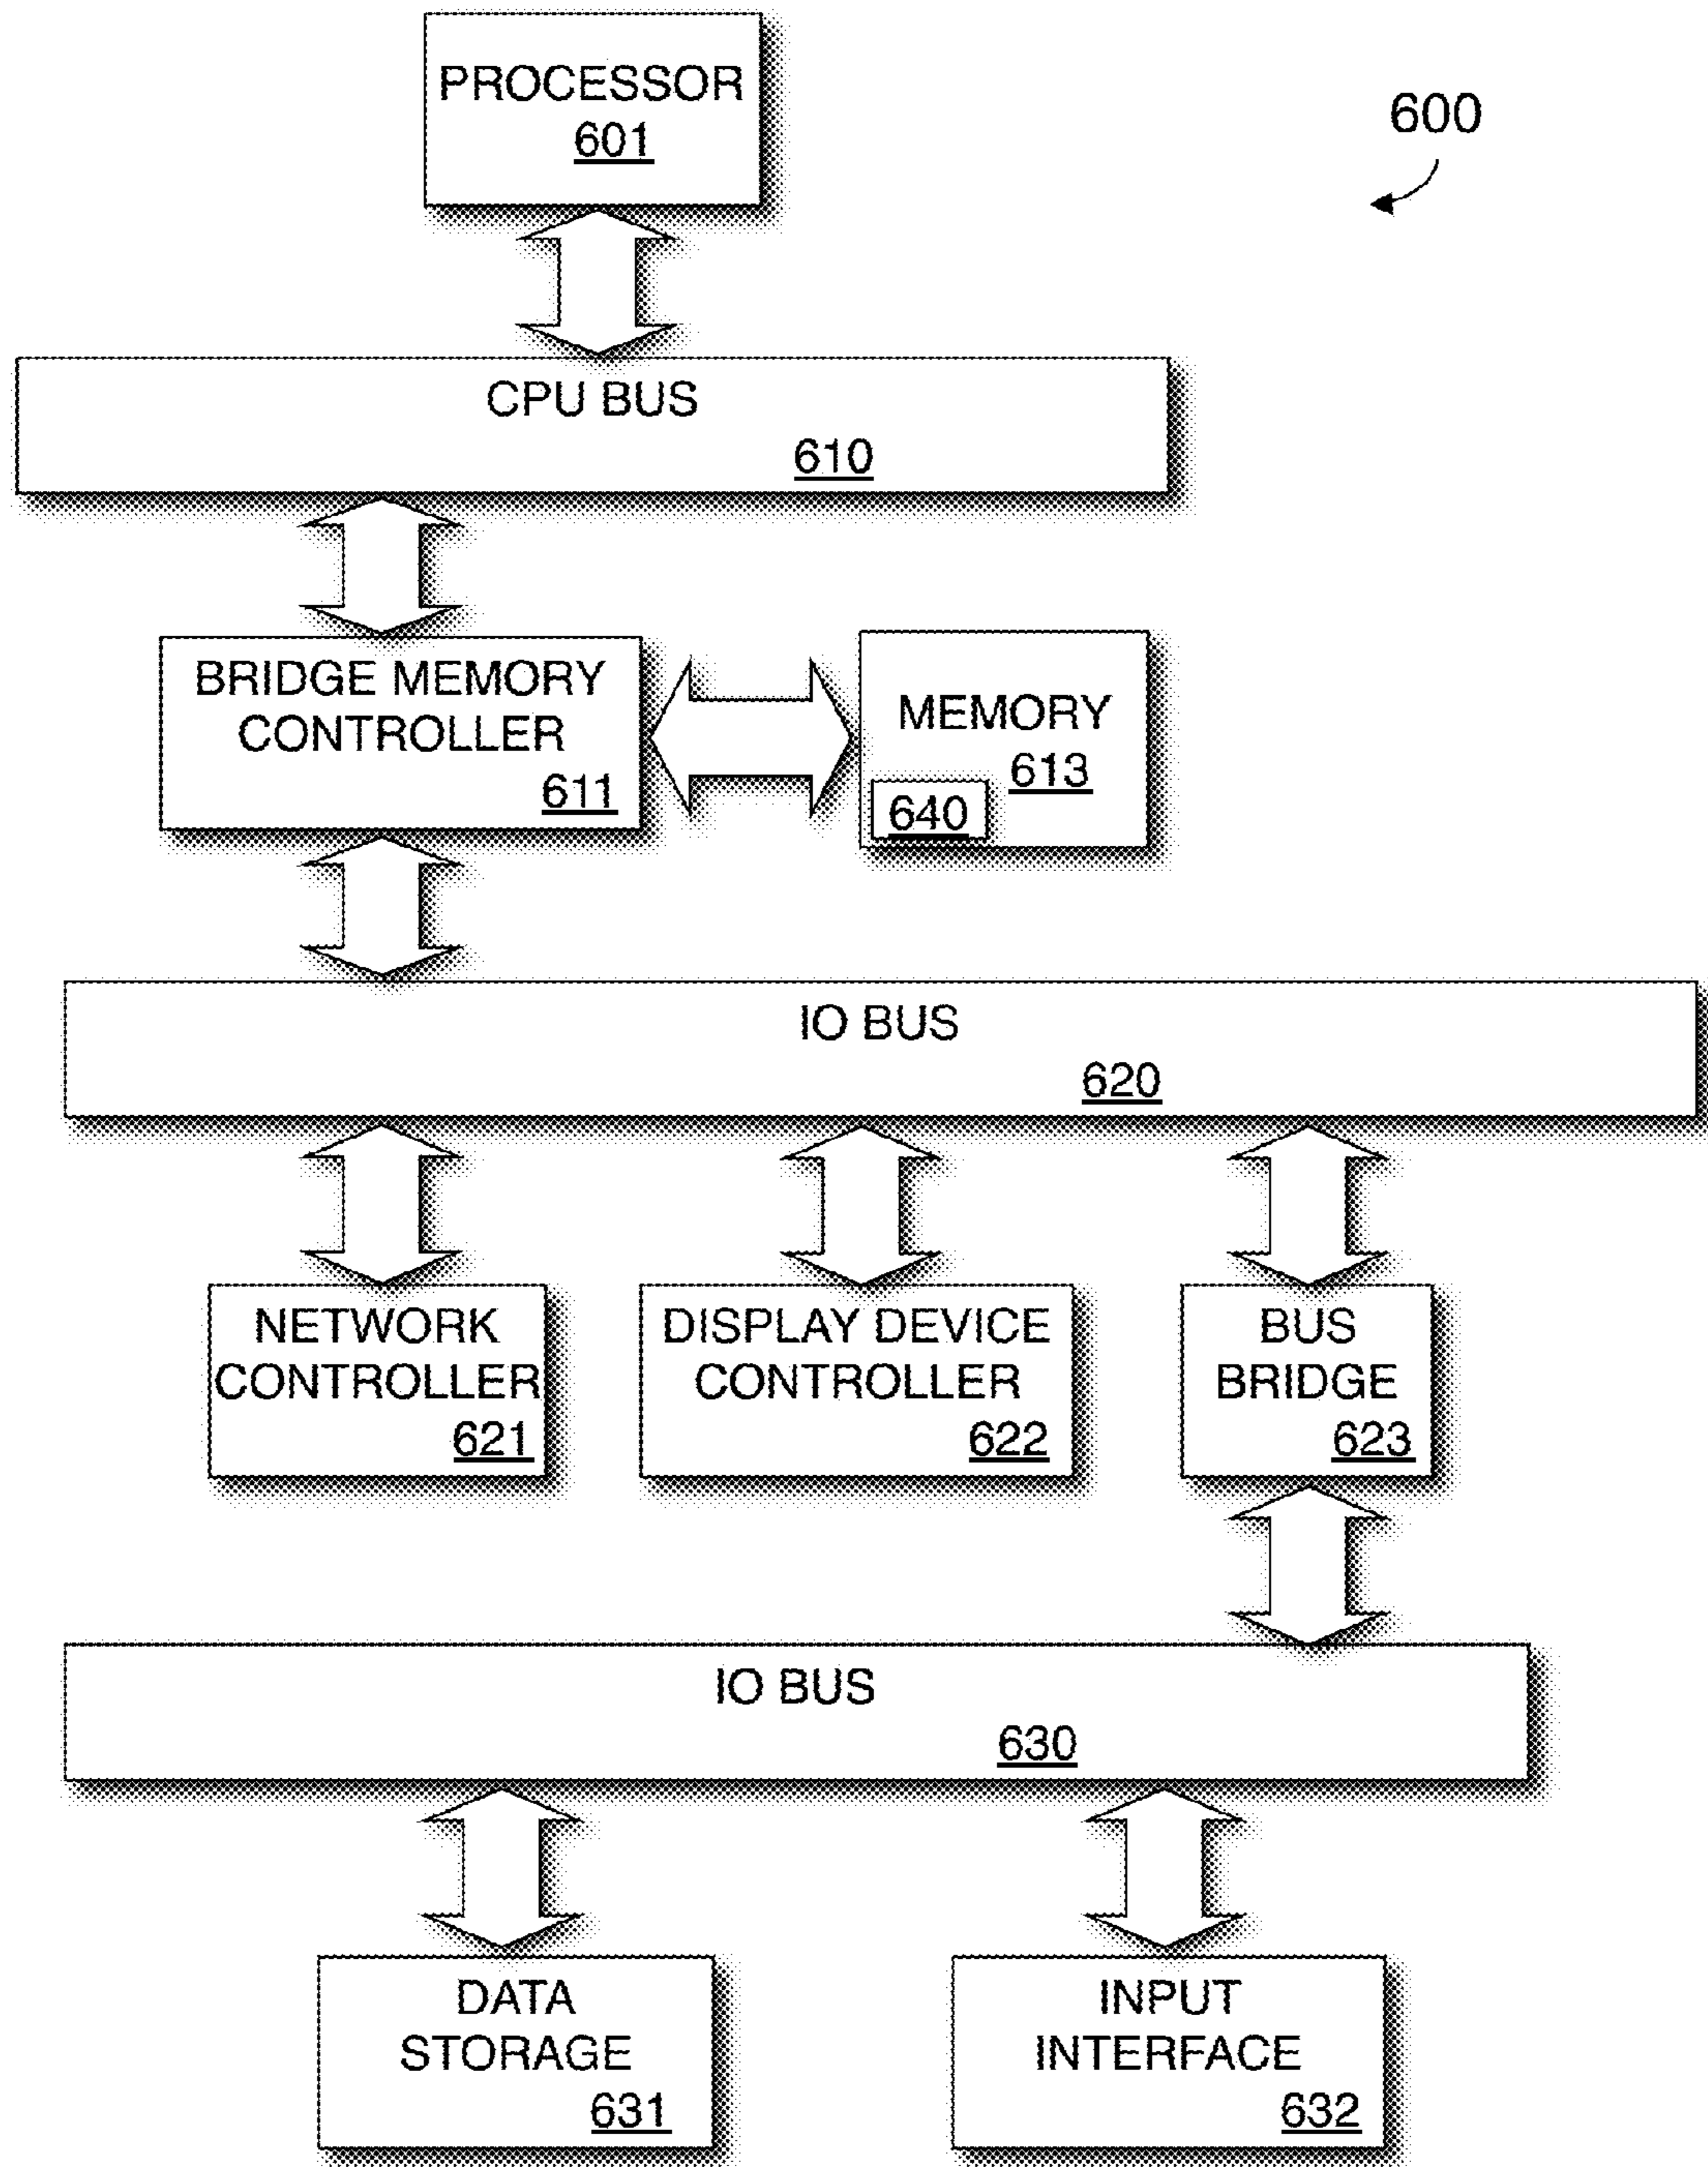 PROCESSOR
601
600
CPU BUS
610
BRIDGE MEMORY
CONTROLLER
611
MEMORY
613
640
IO BUS
620
NETWORK
CONTROLLER
621
DISPLAY DEVICE
CONTROLLER
622
BUS
BRIDGE
623
IO BUS
630
DATA
STORAGE
631
INPUT
INTERFACE
632